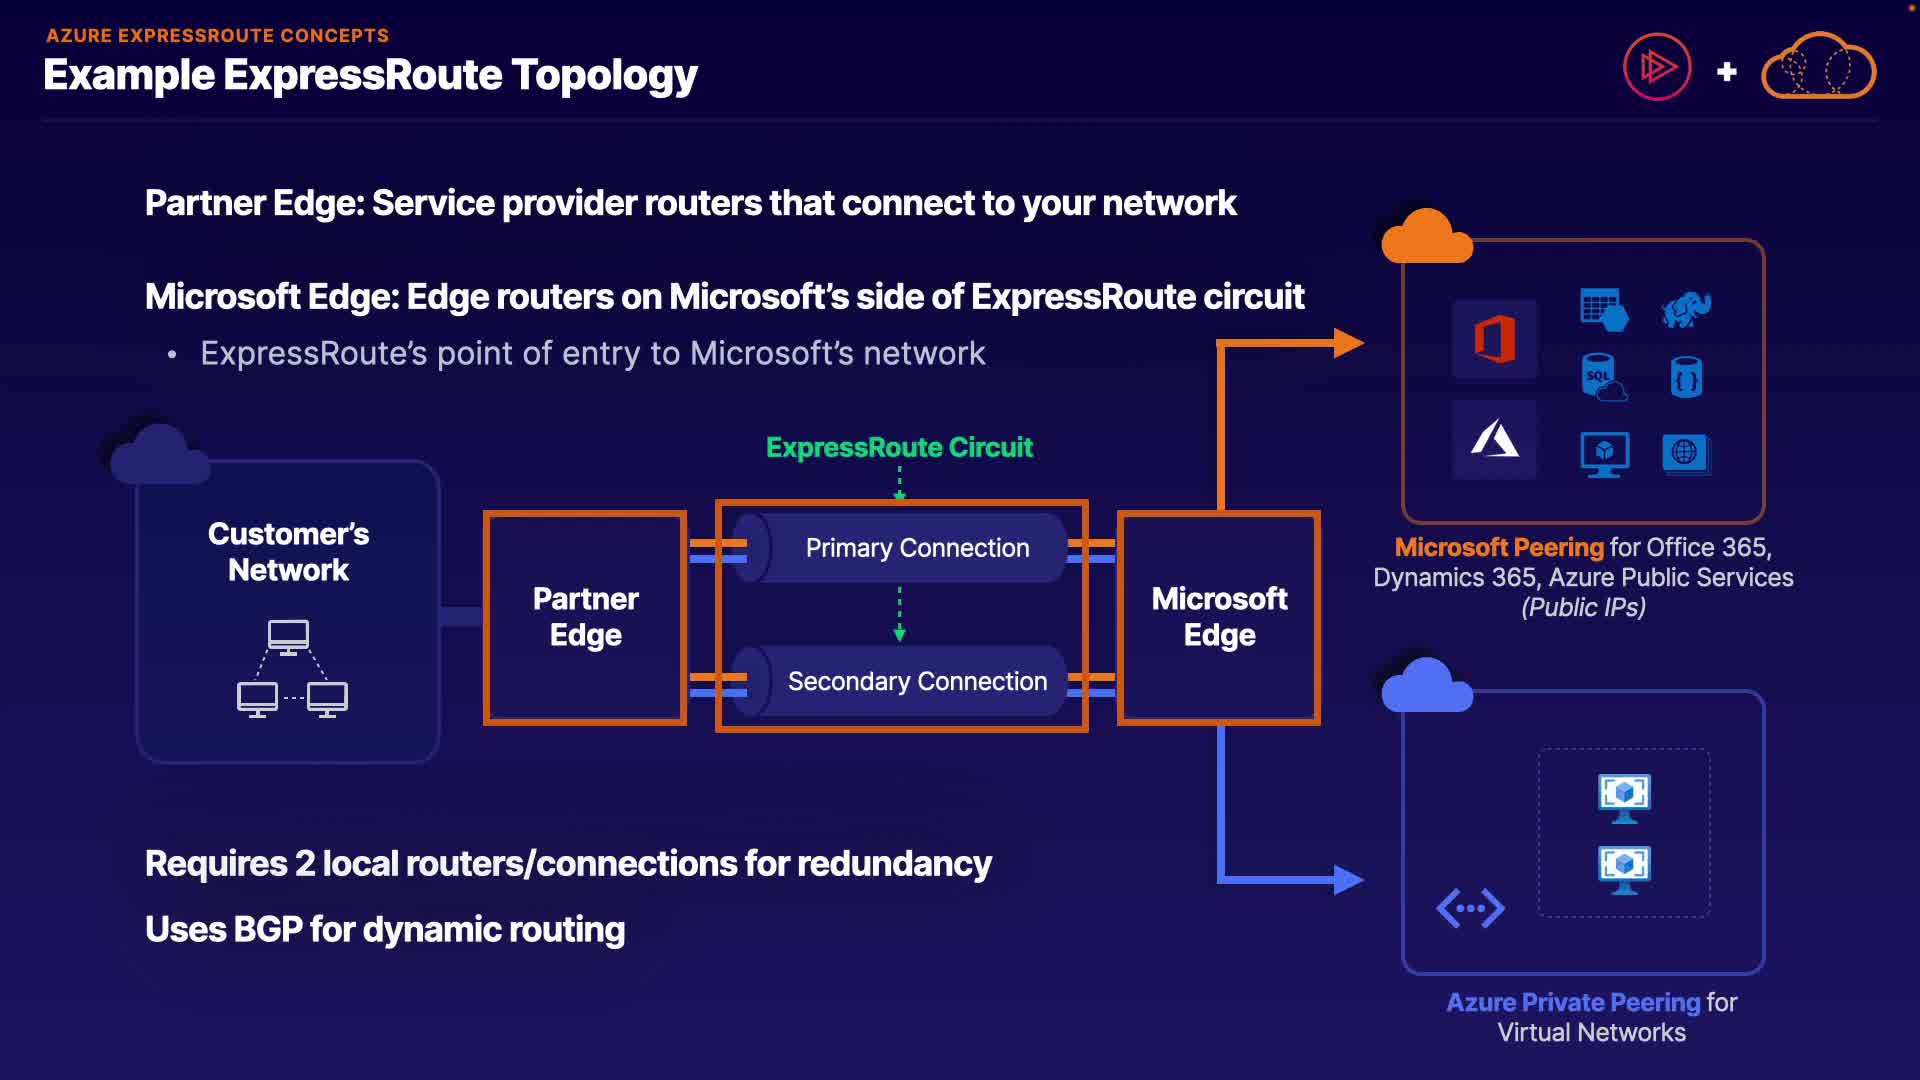 AZURE EXPRESSROUTE CONCEPTS
Example ExpressRoute Topology
Partner Edge: Service provider routers that connect to your network
Microsoft Edge: Edge routers on Microsoft’s side of ExpressRoute circuit
• ExpressRoute’s point of entry to Microsoft’s network
ExpressRoute Circuit
Customer’s
Network
Partner
Edge
Primary Connection
Secondary Connection
Microsoft
Edge
SQL
{ }
Microsoft Peering for Office 365,
Dynamics 365, Azure Public Services
(Public IPs)
Requires 2 local routers/connections for redundancy
Uses BGP for dynamic routing
Azure Private Peering for
Virtual Networks